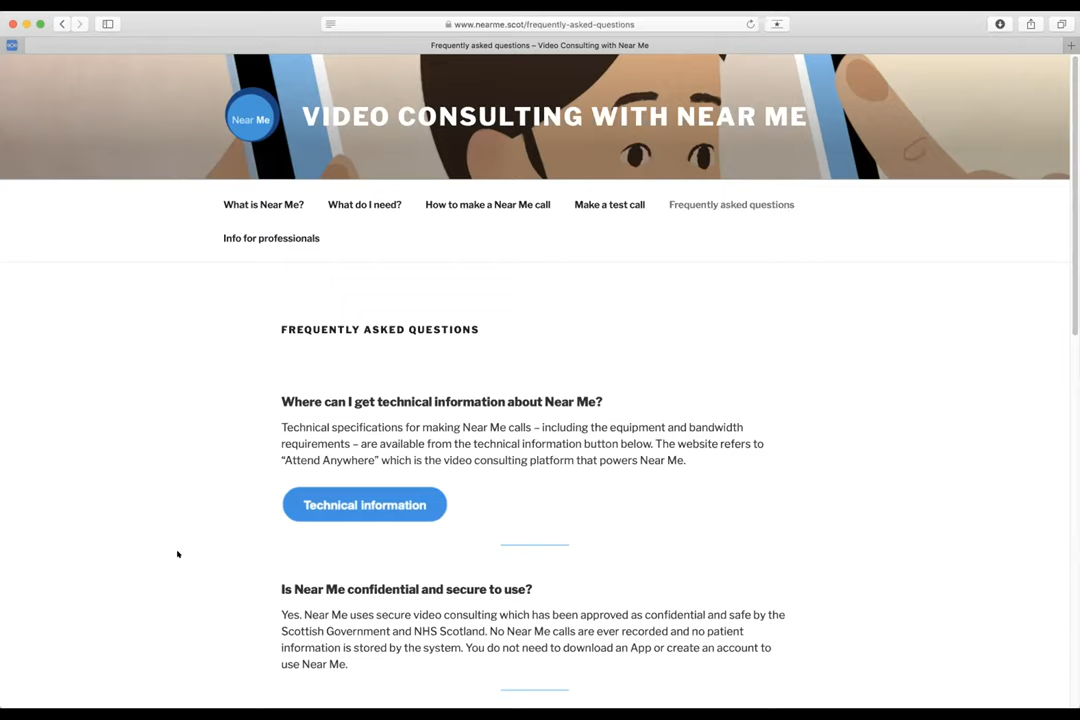 www.nearme.scot/frequently-asked-questions
Frequently asked questions – Video Consulting with Near Me
Near Me
VIDEO CONSULTING WITH NEAR ME
What is Near Me?
What do I need?
How to make a Near Me call
Make a test call
Frequently asked questions
Info for professionals
FREQUENTLY ASKED QUESTIONS
Where can I get technical information about Near Me?
Technical specifications for making Near Me calls – including the equipment and bandwidth
requirements – are available from the technical information button below. The website refers to
“Attend Anywhere” which is the video consulting platform that powers Near Me.
Technical information
Is Near Me confidential and secure to use?
Yes. Near Me uses secure video consulting which has been approved as confidential and safe by the
Scottish Government and NHS Scotland. No Near Me calls are ever recorded and no patient
information is stored by the system. You do not need to download an App or create an account to
use Near Me.